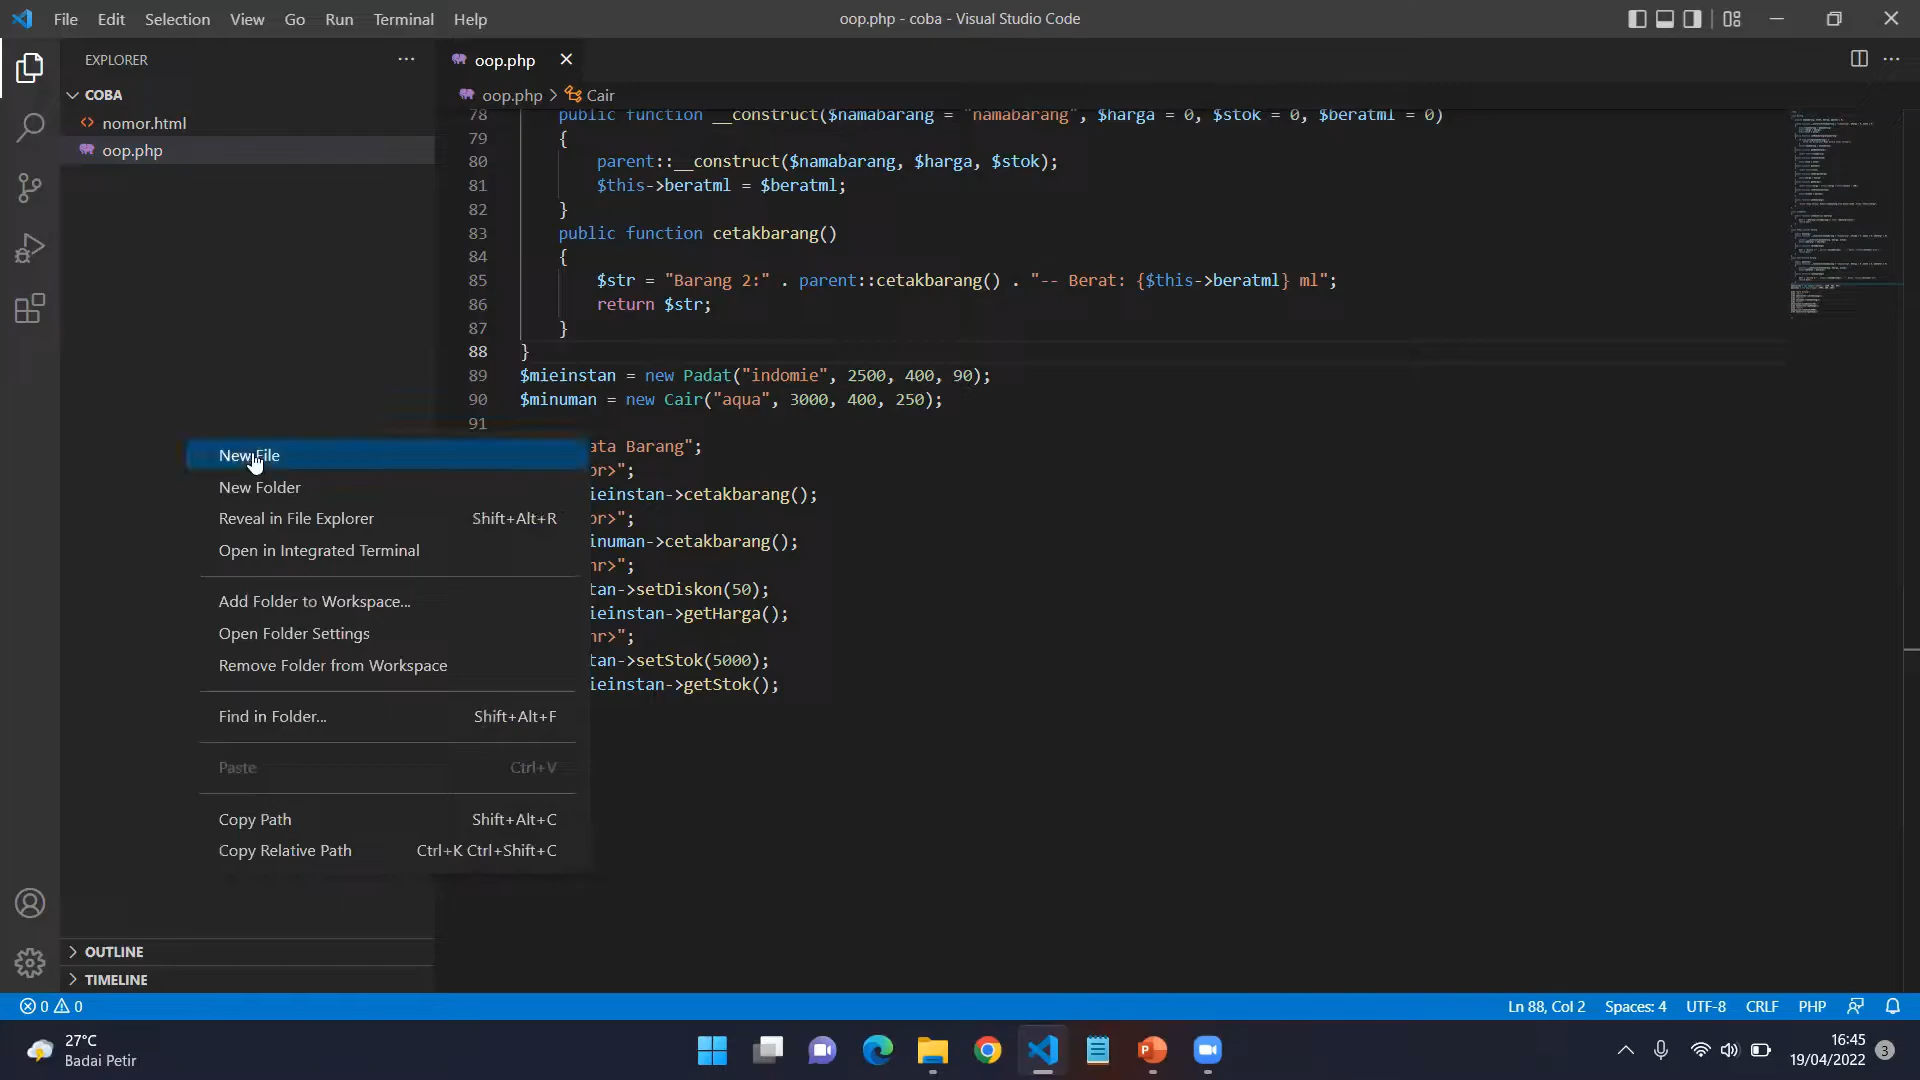 File Edit Selection View Go Run Terminal Help
oop.php - coba - Visual Studio Code
EXPLORER
COBA
nomor.html
oop.php
oop.php
oop.php > Cair
78 public function __construct($namabarang = "namabarang", $harga = 0, $stok = 0, $beratml = 0)
79 {
80 parent::__construct($namabarang, $harga, $stok);
81 $this->beratml = $beratml;
82 }
83 public function cetakbarang()
84 {
85 $str = "Barang 2:" . parent::cetakbarang() . "-- Berat: {$this->beratml} ml";
86 return $str;
87 }
88 }
89 $mieinstan = new Padat("indomie", 2500, 400, 90);
90 $minuman = new Cair("aqua", 3000, 400, 250);
91
ata Barang";
br>";
ieinstan->cetakbarang();
br>";
inuman->cetakbarang();
hr>";
tan->setDiskon(50);
ieinstan->getHarga();
hr>";
tan->setStok(5000);
ieinstan->getStok();
New File
New Folder
Reveal in File Explorer Shift+Alt+R
Open in Integrated Terminal
Add Folder to Workspace...
Open Folder Settings
Remove Folder from Workspace
Find in Folder... Shift+Alt+F
Paste Ctrl+V
Copy Path Shift+Alt+C
Copy Relative Path Ctrl+K Ctrl+Shift+C
OUTLINE
TIMELINE
0 0
Ln 88, Col 2 Spaces: 4 UTF-8 CRLF PHP
27°C
Badai Petir
16:45
19/04/2022
3